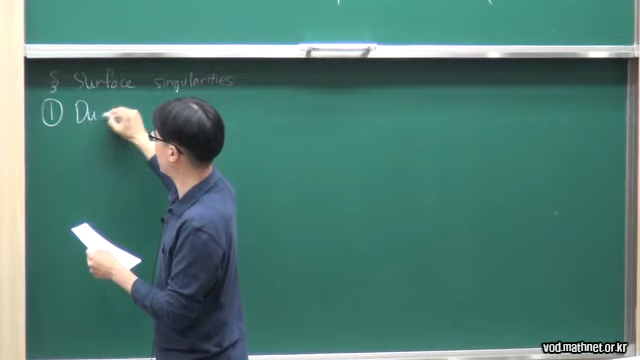 § Surface singularities
① Du
vod.mathnet.or.kr